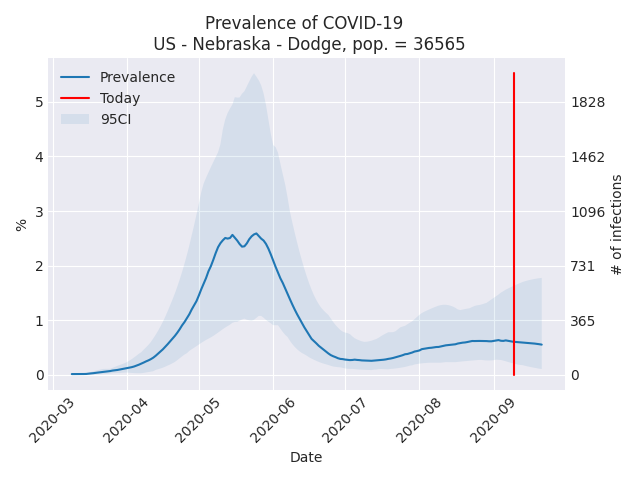 Prevalence of COVID-19
US - Nebraska - Dodge, pop. = 36565
Prevalence
Today
95CI
%
5
4
3
2
1
0
1828
1462
1096
731
365
0
# of infections
2020-03
2020-04
2020-05
2020-06
2020-07
2020-08
2020-09
Date